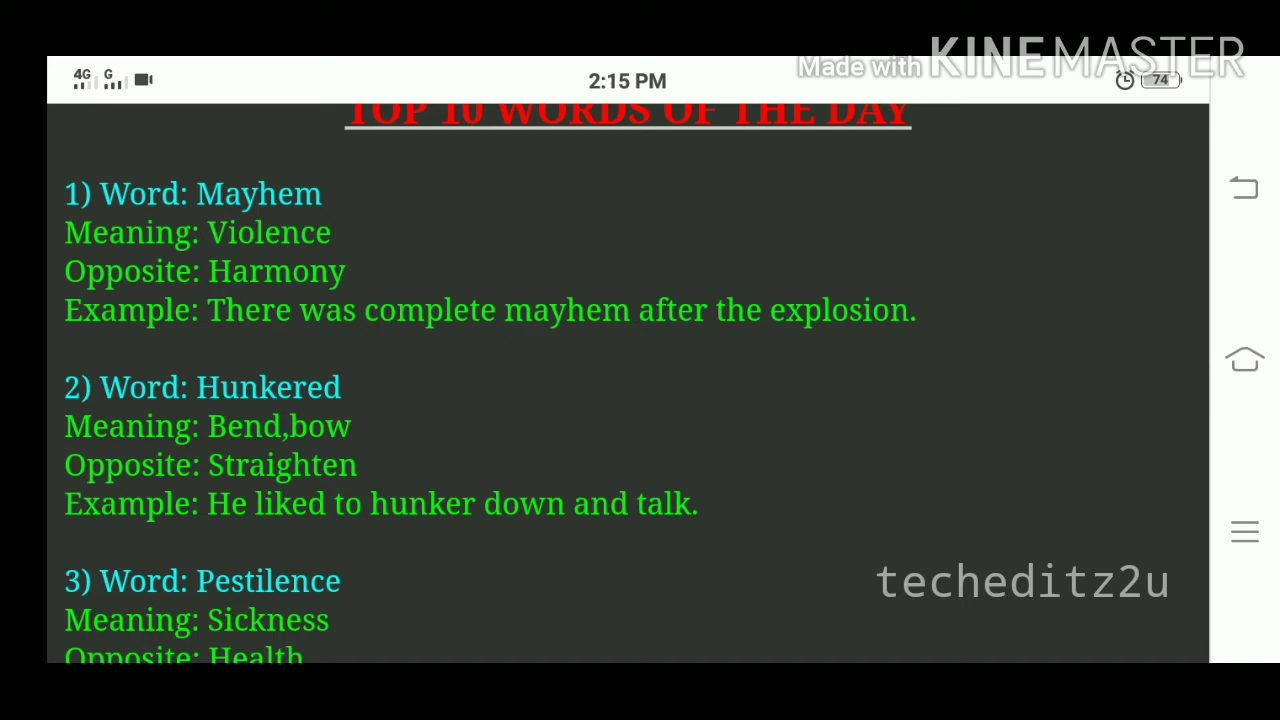 Made with KINEMASTER
4G G 2:15 PM 74
TOP 10 WORDS OF THE DAY
1) Word: Mayhem
Meaning: Violence
Opposite: Harmony
Example: There was complete mayhem after the explosion.
2) Word: Hunkered
Meaning: Bend,bow
Opposite: Straighten
Example: He liked to hunker down and talk.
3) Word: Pestilence
techeditz2u
Meaning: Sickness
Opposite: Health